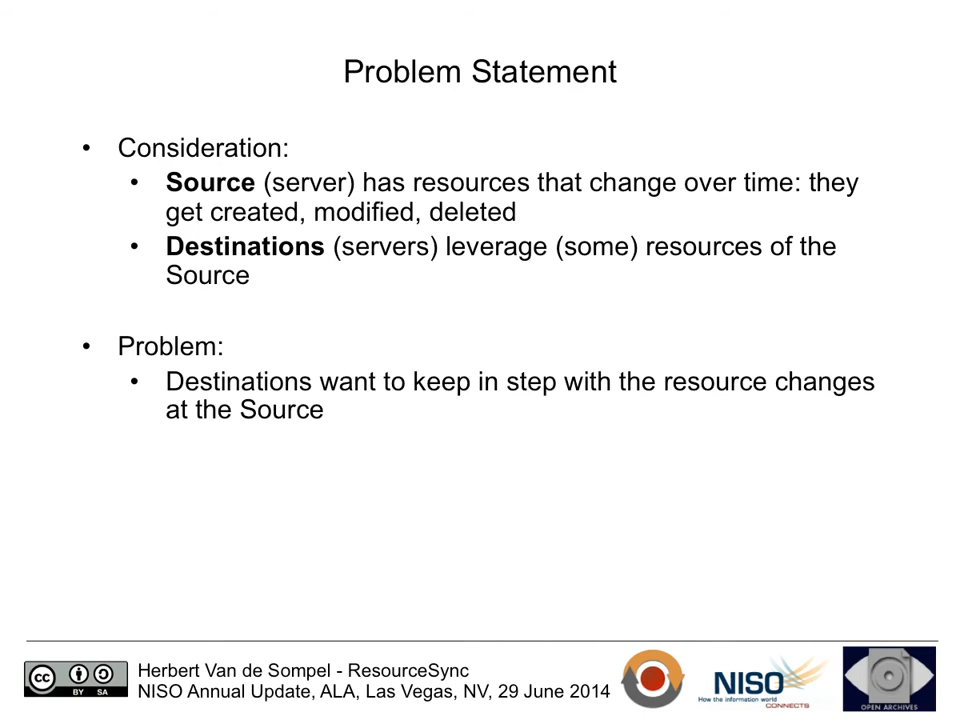 Problem Statement
• Consideration:
• Source (server) has resources that change over time: they
get created, modified, deleted
• Destinations (servers) leverage (some) resources of the
Source
• Problem:
• Destinations want to keep in step with the resource changes
at the Source
Herbert Van de Sompel - ResourceSync
NISO Annual Update, ALA, Las Vegas, NV, 29 June 2014
cc
BY SA
NISO
How the information world
CONNECTS
OPEN ARCHIVES